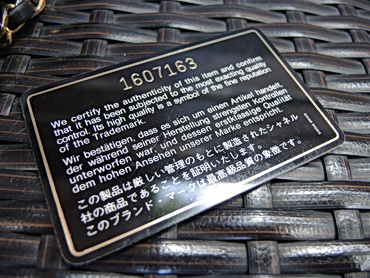 1607163
We certify the authenticity of this item and confirm
that it has been subjected to the most exacting quality
control. Its high quality is a symbol of the fine reputation
of the Trademark.
Wir bestätigen dass es sich um einen Artikel handelt
der während seiner Herstellung strengsten Kontrollen
unterworfen wird, und dessen erstklassige Qualität
dem hohen Ansehen unserer Marke entspricht.
この製品は厳しい管理のもとに製造されたシャネル
社の商品であることを証明いたします。
このブランド・マークは最高級品質の象徴です。